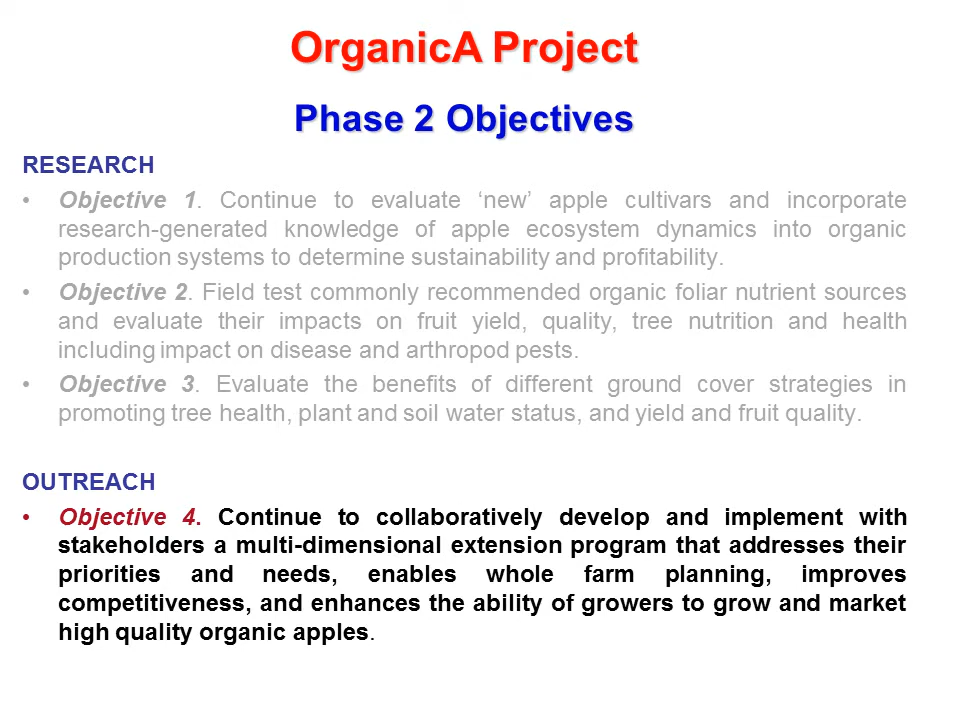 OrganicA Project
Phase 2 Objectives
RESEARCH
• Objective 1. Continue to evaluate ‘new’ apple cultivars and incorporate
research-generated knowledge of apple ecosystem dynamics into organic
production systems to determine sustainability and profitability.
• Objective 2. Field test commonly recommended organic foliar nutrient sources
and evaluate their impacts on fruit yield, quality, tree nutrition and health
including impact on disease and arthropod pests.
• Objective 3. Evaluate the benefits of different ground cover strategies in
promoting tree health, plant and soil water status, and yield and fruit quality.
OUTREACH
• Objective 4. Continue to collaboratively develop and implement with
stakeholders a multi-dimensional extension program that addresses their
priorities and needs, enables whole farm planning, improves
competitiveness, and enhances the ability of growers to grow and market
high quality organic apples.